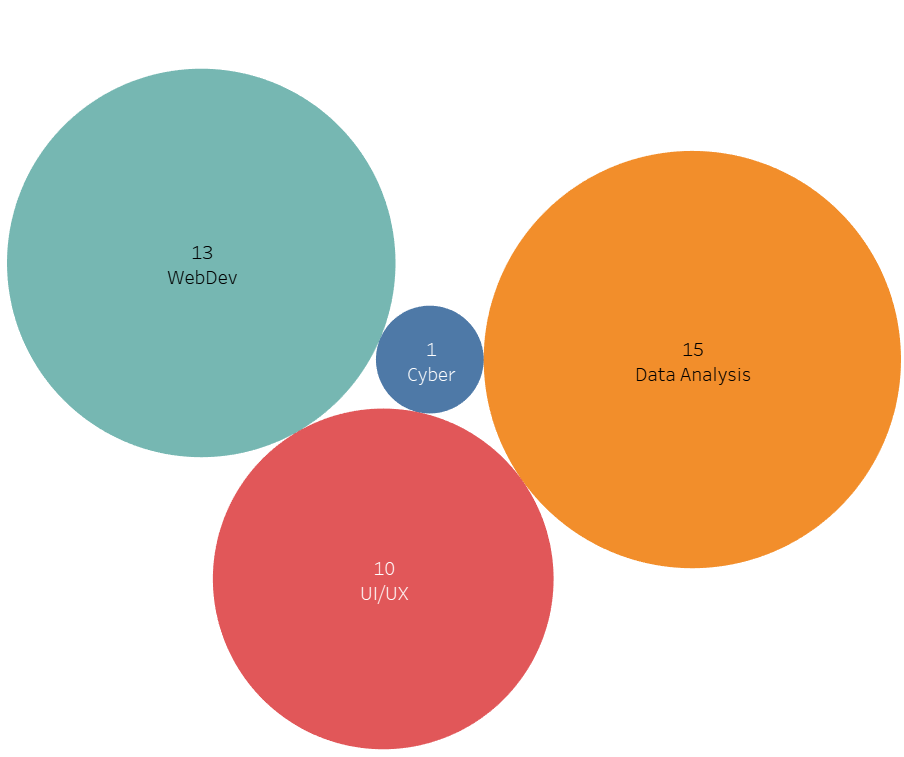 13
WebDev
1
Cyber
15
Data Analysis
10
UI/UX